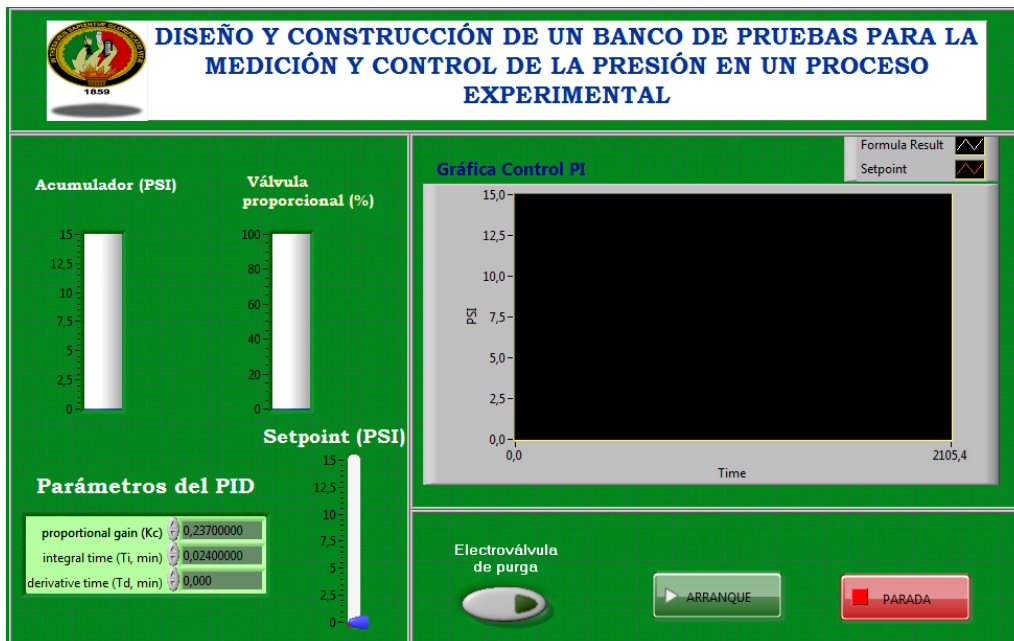 DISEÑO Y CONSTRUCCIÓN DE UN BANCO DE PRUEBAS PARA LA
MEDICIÓN Y CONTROL DE LA PRESIÓN EN UN PROCESO
EXPERIMENTAL
1859
Acumulador (PSI)
15
12,5
10
7,5
5
2,5
0
Válvula
proporcional (%)
100
80
60
40
20
0
Setpoint (PSI)
15
12,5
10
7,5
5
2,5
0
Parámetros del PID
proportional gain (Kc) 0,23700000
integral time (Ti, min) 0,02400000
derivative time (Td, min) 0,000
Gráfica Control PI
Formula Result
Setpoint
PSI
15,0
12,5
10,0
7,5
5,0
2,5
0,0
0,0 2105,4
Time
Electroválvula
de purga
ARRANQUE
PARADA